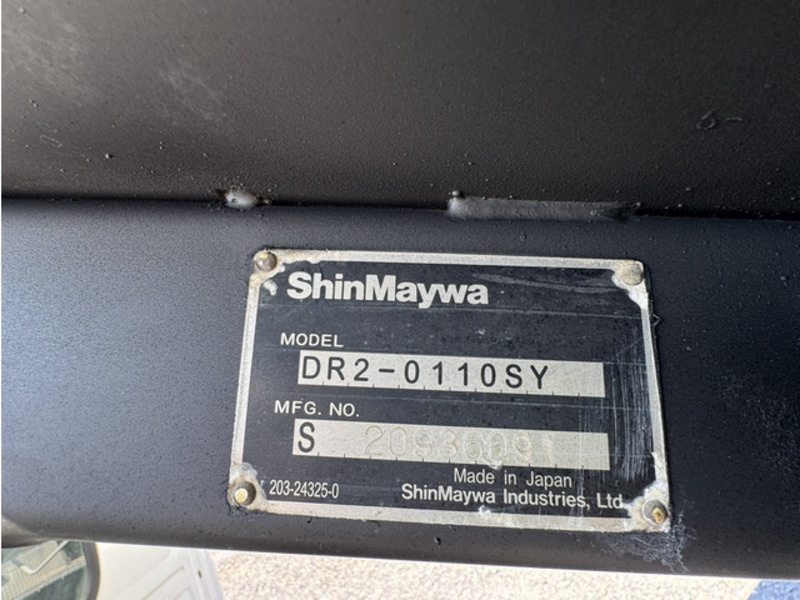 ShinMaywa
MODEL
DR2-0110SY
MFG. NO.
S
Made in Japan
203-24325-0
ShinMaywa Industries, Ltd.